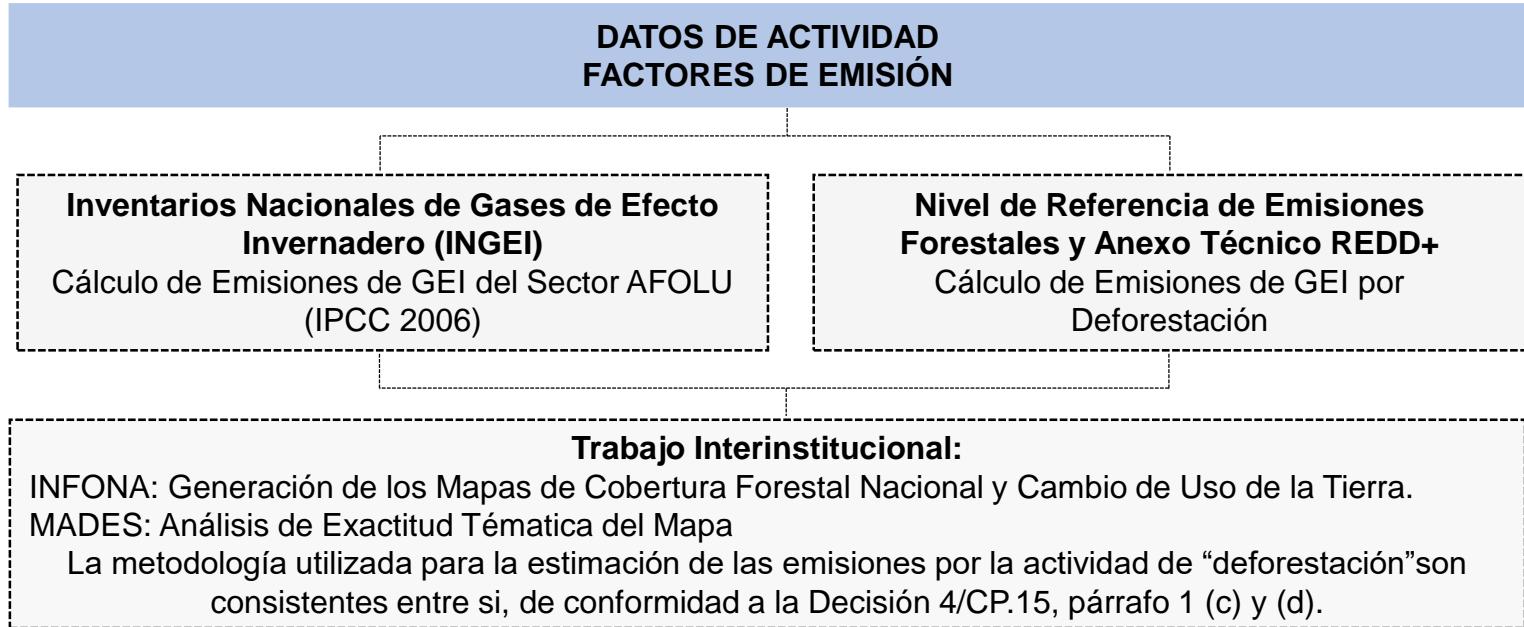 DATOS DE ACTIVIDAD
FACTORES DE EMISIÓN
Inventarios Nacionales de Gases de Efecto
Invernadero (INGEI)
Cálculo de Emisiones de GEI del Sector AFOLU
(IPCC 2006)
Nivel de Referencia de Emisiones
Forestales y Anexo Técnico REDD+
Cálculo de Emisiones de GEI por
Deforestación
Trabajo Interinstitucional:
INFONA: Generación de los Mapas de Cobertura Forestal Nacional y Cambio de Uso de la Tierra.
MADES: Análisis de Exactitud Témática del Mapa
La metodología utilizada para la estimación de las emisiones por la actividad de “deforestación”son
consistentes entre si, de conformidad a la Decisión 4/CP.15, párrafo 1 (c) y (d).